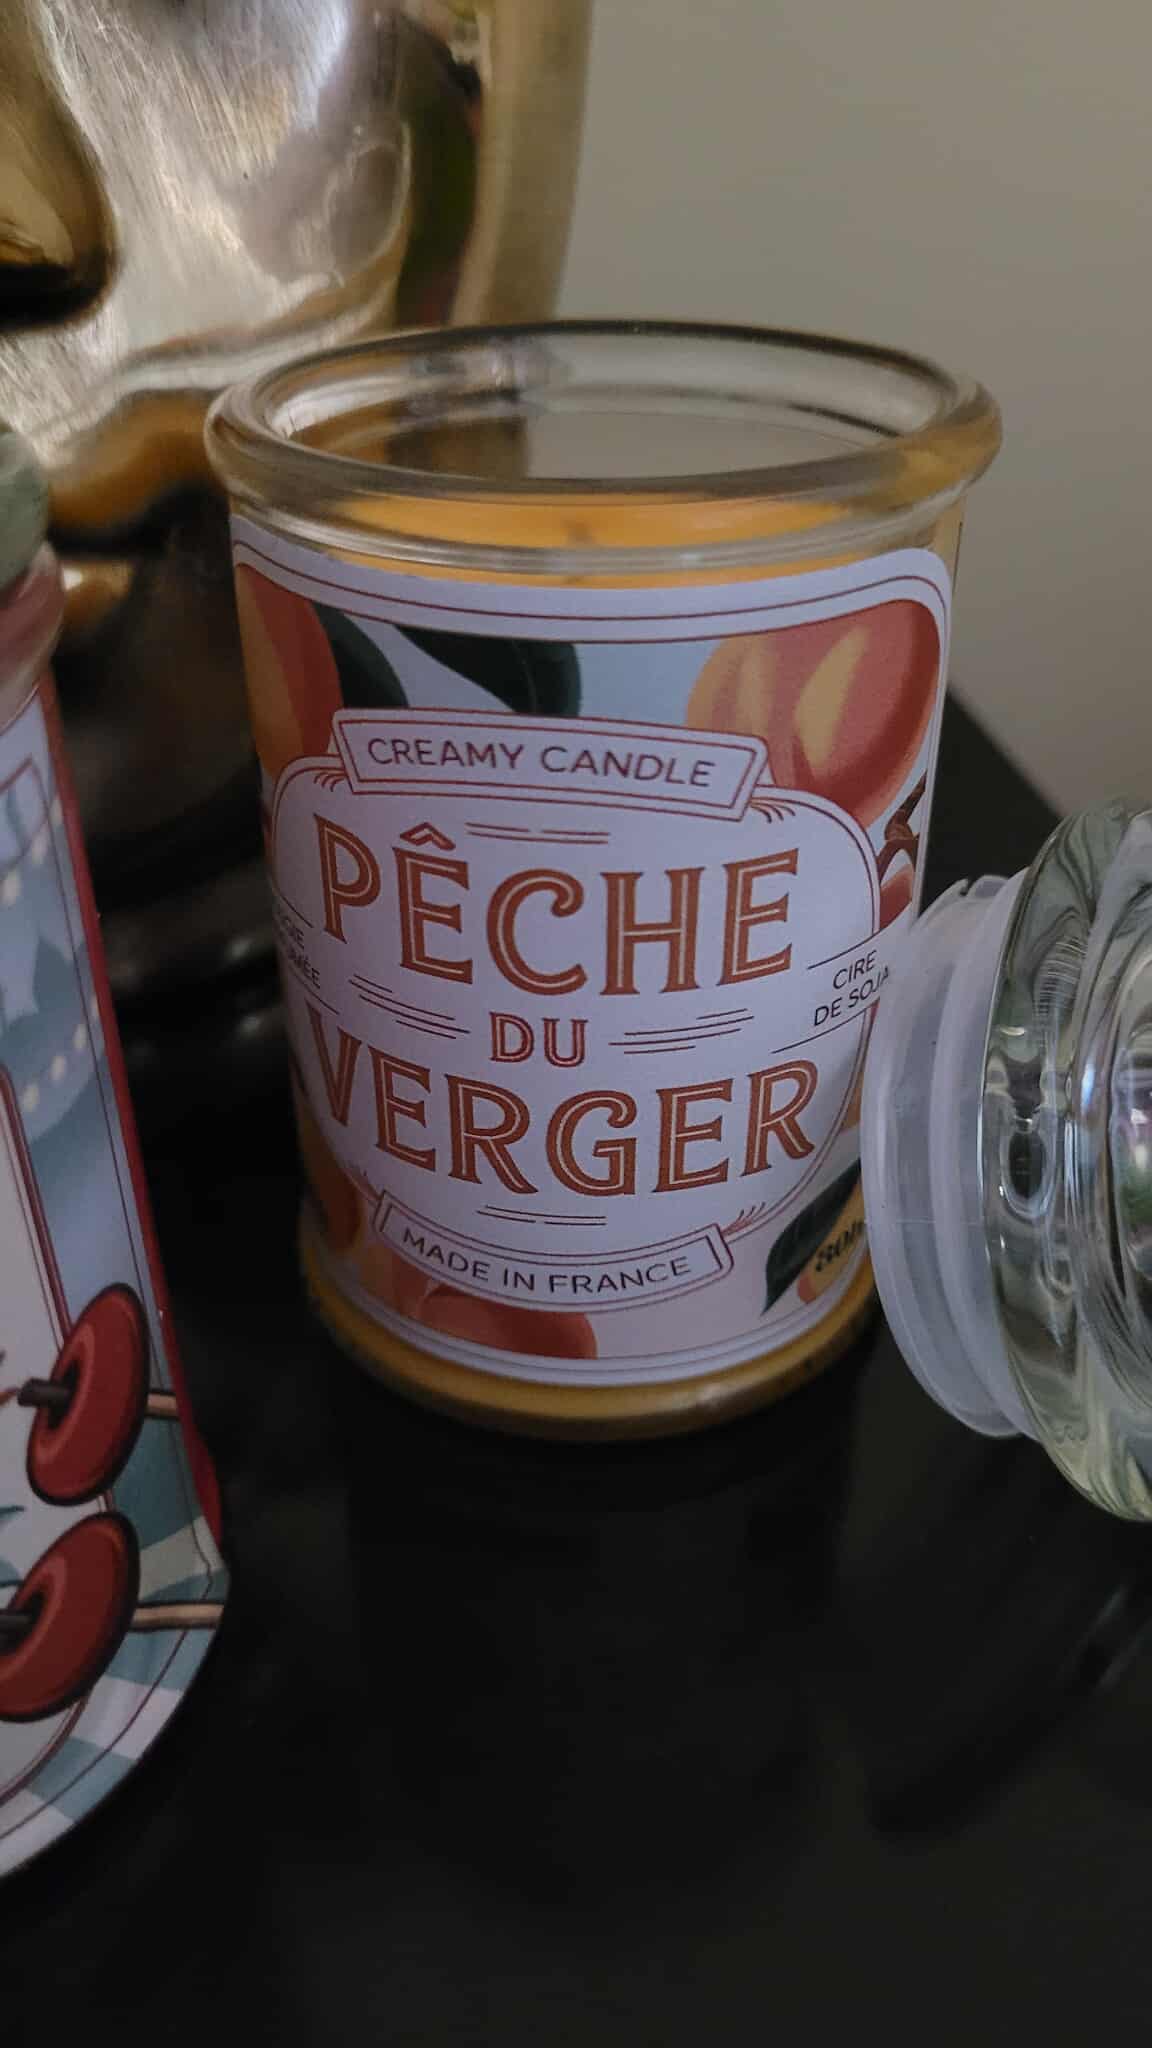 CREAMY CANDLE
PÊCHE
DU
VERGER
CIRE
DE SOJA
MADE IN FRANCE